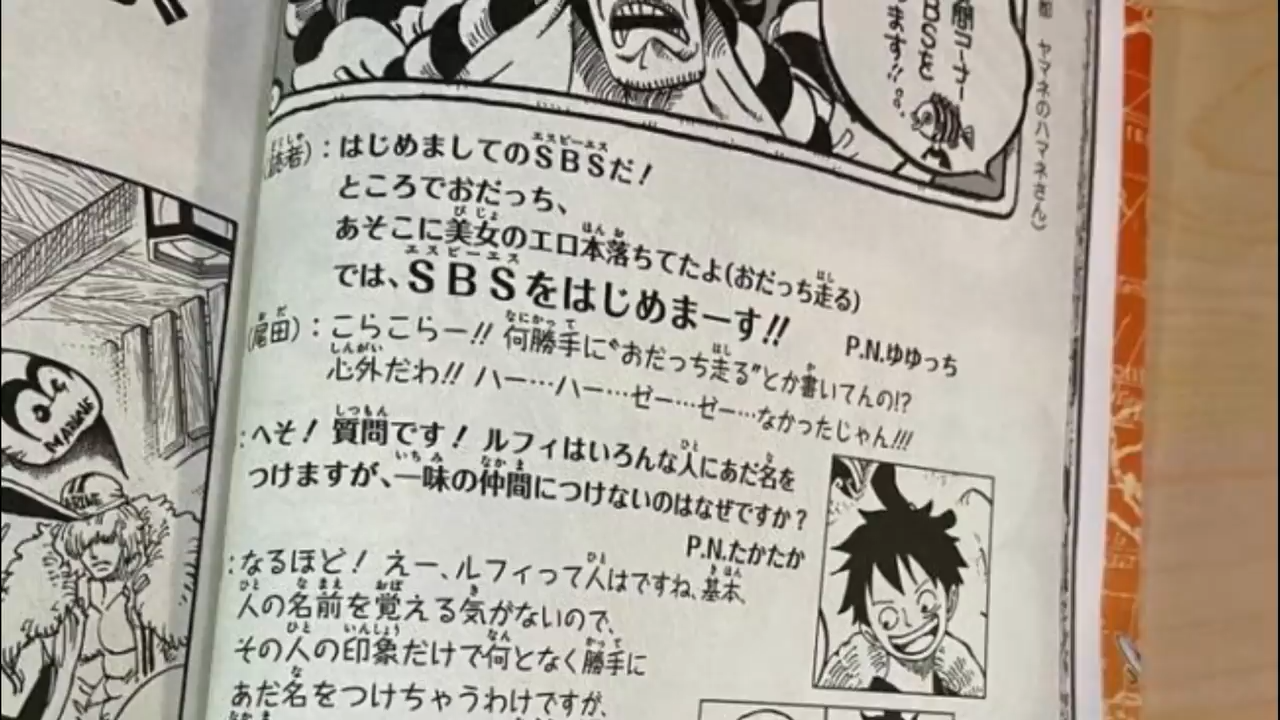 ます!!
ヤマネのハマネさん)
(読者):はじめましてのSBSだ!
ところでおだっち、
あそこに美女のエロ本落ちてたよ(おだっち走る)
では、SBSをはじめまーす!!
P.N.ゆゆっち
(尾田):こらこらー!!何勝手に“おだっち走る”とか書いてんの!?
心外だわ!!ハー…ハー…ゼー…ゼー…なかったじゃん!!!
:へそ!質問です!ルフィはいろんな人にあだ名を
つけますが、一味の仲間につけないのはなぜですか?
P.N.たかたか
:なるほど!えー、ルフィって人はですね、基本、
人の名前を覚える気がないので、
その人の印象だけで何となく勝手に
あだ名をつけちゃうわけですが、
MARINE